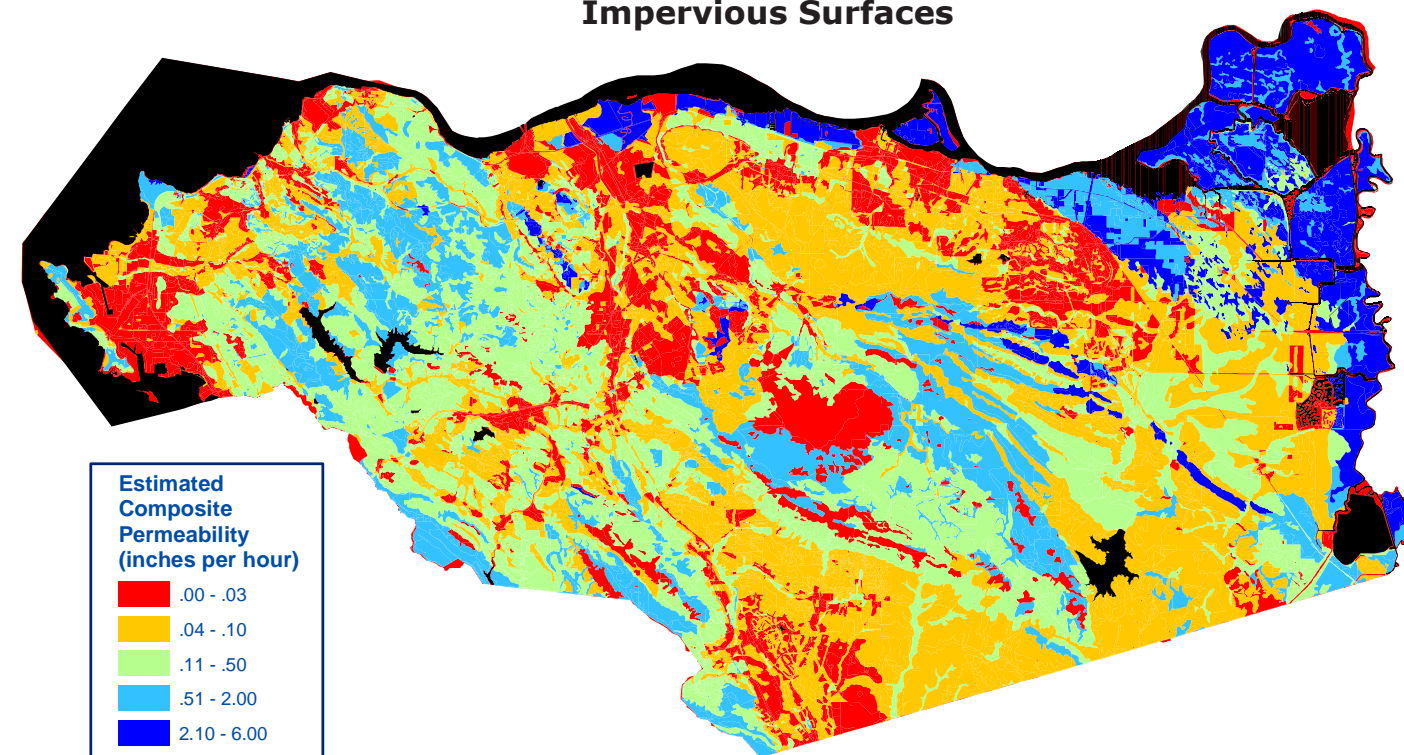 Impervious Surfaces
Estimated
Composite
Permeability
(inches per hour)
.00 - .03
.04 - .10
.11 - .50
.51 - 2.00
2.10 - 6.00